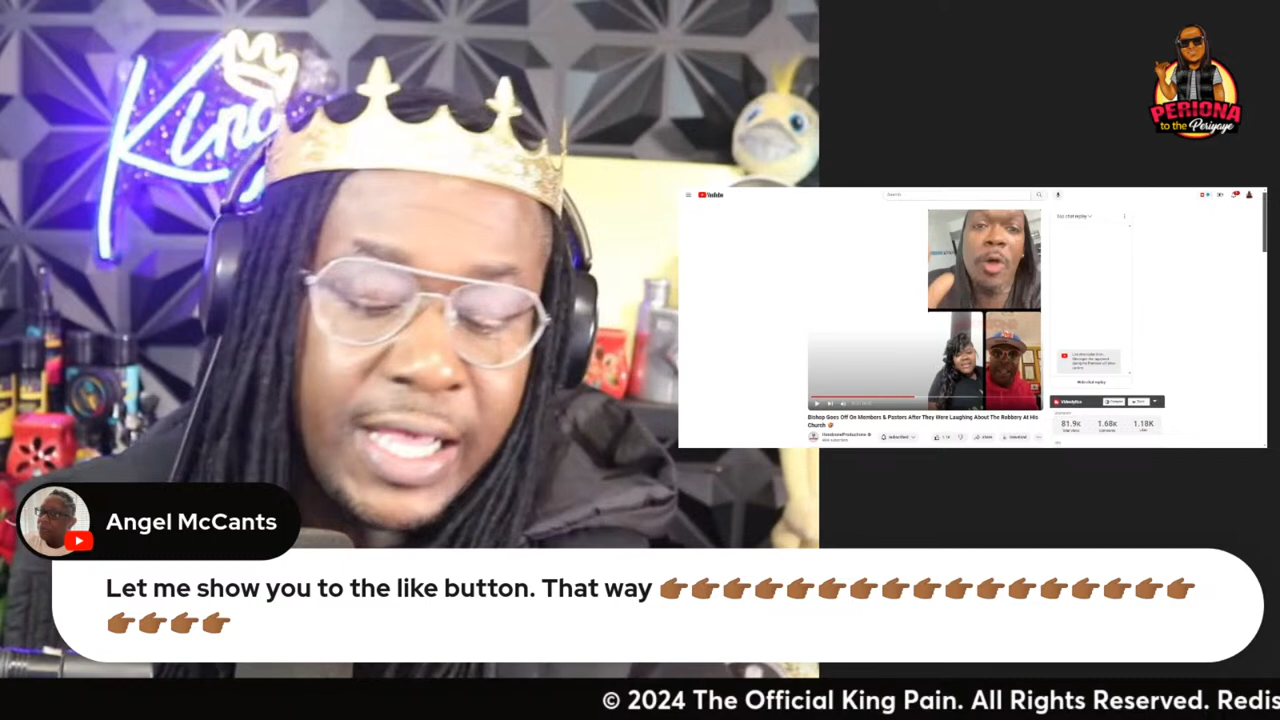 King
PERIONA
to the Periyaye
YouTube
Search
Bishop Goes Off On Members & Pastors After They Were Laughing About The Robbery At His
Church 🤣
81.9K
1.68K
1.18K
Angel McCants
Let me show you to the like button. That way 👉🏾👉🏾👉🏾👉🏾👉🏾👉🏾👉🏾👉🏾👉🏾👉🏾👉🏾👉🏾👉🏾👉🏾👉🏾👉🏾👉🏾
👉🏾👉🏾👉🏾👉🏾
© 2024 The Official King Pain. All Rights Reserved. Redis